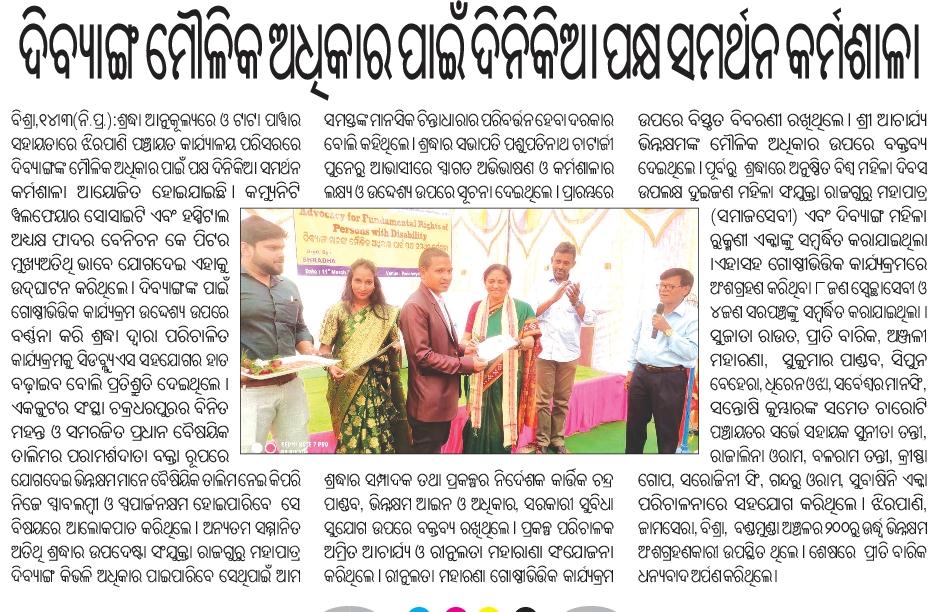 ଦିବ୍ୟାଙ୍ଗ ମୌଳିକ ଅଧିକାର ପାଇଁ ଦିନିକିଆ ପକ୍ଷ ସମର୍ଥନ କର୍ମଶାଳା
ବିଶ୍ରା,୧୪।୩(ନି.ପ୍ର.):ଶ୍ରଦ୍ଧା ଆନୁକୂଲ୍ୟରେ ଓ ଟାଟା ପାୱାର
ସହାୟତାରେ ଝିରପାଣି ପଞ୍ଚାୟତ କାର୍ଯ୍ୟାଳୟ ପରିସରରେ
ଦିବ୍ୟାଙ୍ଗଙ୍କ ମୌଳିକ ଅଧିକାର ପାଇଁ ପକ୍ଷ ଦିନିକିଆ ସମର୍ଥନ
କର୍ମଶାଳା ଆୟୋଜିତ ହୋଇଯାଇଛି। କମ୍ୟୁନିଟି
ୱେଲଫେୟାର ସୋସାଇଟି ଏବଂ ହସ୍ପିଟାଲ
ଅଧ୍ୟକ୍ଷ ଫାଦର ବେନିଚନ କେ ପିଟର
ମୁଖ୍ୟଅତିଥି ଭାବେ ଯୋଗଦେଇ ଏହାକୁ
ଉଦ୍‌ଘାଟନ କରିଥିଲେ। ଦିବ୍ୟାଙ୍ଗଙ୍କ ପାଇଁ
ଗୋଷ୍ଠୀଭିତ୍ତିକ କାର୍ଯ୍ୟକ୍ରମ ଉଦ୍ଦେଶ୍ୟ ଉପରେ
ବର୍ଣ୍ଣନା କରି ଶ୍ରଦ୍ଧା ଦ୍ୱାରା ପରିଚାଳିତ
କାର୍ଯ୍ୟକ୍ରମକୁ ସିଡବ୍ଲ୍ୟୁଏସ ସହଯୋଗର ହାତ
ବଢ଼ାଇବ ବୋଲି ପ୍ରତିଶ୍ରୁତି ଦେଇଥିଲେ।
ଏକଜୁଟର ସଂସ୍ଥା ଚକ୍ରଧରପୁରର ବିନିତ
ମହନ୍ତ ଓ ସମରଜିତ ପ୍ରଧାନ ବୈଷୟିକ
ତାଲିମର ପରାମର୍ଶଦାତା ବକ୍ତା ରୂପରେ
ଯୋଗଦେଇ ଭିନ୍ନକ୍ଷମମାନେ ବୈଷୟିକ ତାଲିମ ନେଇ କିପରି
ନିଜେ ସ୍ୱାବଲମ୍ବୀ ଓ ସ୍ୱପାର୍ଜନକ୍ଷମ ହୋଇପାରିବେ ସେ
ବିଷୟରେ ଆଲୋକପାତ କରିଥିଲେ। ଅନ୍ୟତମ ସମ୍ମାନିତ
ଅତିଥି ଶ୍ରଦ୍ଧାର ଉପଦେଷ୍ଟା ସଂଯୁକ୍ତା ରାଜଗୁରୁ ମହାପାତ୍ର
ଦିବ୍ୟାଙ୍ଗ କିଭଳି ଅଧିକାର ପାଇପାରିବେ ସେଥିପାଇଁ ଆମ
ସମସ୍ତଙ୍କ ମାନସିକ ଚିନ୍ତାଧାରାର ପରିବର୍ତ୍ତନ ହେବା ଦରକାର
ବୋଲି କହିଥିଲେ। ଶ୍ରଦ୍ଧାର ସଭାପତି ପଶୁପତିନାଥ ଚାଟାର୍ଜୀ
ପୁନେରୁ ଆଭାସୀରେ ସ୍ୱାଗତ ଅଭିଭାଷଣ ଓ କର୍ମଶାଳାର
ଲକ୍ଷ୍ୟ ଓ ଉଦ୍ଦେଶ୍ୟ ଉପରେ ସୂଚନା ଦେଇଥିଲେ। ପ୍ରାରମ୍ଭରେ
Advocacy for Fundamental Rights of
Persons with Disability
SHRADHA
ଶ୍ରଦ୍ଧାର ସମ୍ପାଦକ ତଥା ପ୍ରକଳ୍ପର ନିର୍ଦେଶକ କାର୍ତ୍ତିକ ଚନ୍ଦ୍ର
ପାଣ୍ଡବ, ଭିନ୍ନକ୍ଷମ ଆଇନ ଓ ଅଧିକାର, ସରକାରୀ ସୁବିଧା
ସୁଯୋଗ ଉପରେ ବକ୍ତବ୍ୟ ରଖିଥିଲେ। ପ୍ରକଳ୍ପ ପରିଚାଳକ
ଅମ୍ରିତ ଆଚାର୍ଯ୍ୟ ଓ ରୀନୁଲତା ମହାରଣା ସଂଯୋଜନା
କରିଥିଲେ। ରୀନୁଲତା ମହାରଣା ଗୋଷ୍ଠୀଭିତ୍ତିକ କାର୍ଯ୍ୟକ୍ରମ
ଉପରେ ବିସ୍ତୃତ ବିବରଣୀ ରଖିଥିଲେ। ଶ୍ରୀ ଆଚାର୍ଯ୍ୟ
ଭିନ୍ନକ୍ଷମଙ୍କ ମୌଳିକ ଅଧିକାର ଉପରେ ବକ୍ତବ୍ୟ
ଦେଇଥିଲେ। ପୂର୍ବରୁ ଶ୍ରଦ୍ଧାରେ ଅନୁଷ୍ଠିତ ବିଶ୍ୱ ମହିଳା ଦିବସ
ଉପଲକ୍ଷ ଦୁଇଜଣ ମହିଳା ସଂଯୁକ୍ତା ରାଜଗୁରୁ ମହାପାତ୍ର
(ସମାଜସେବୀ) ଏବଂ ଦିବ୍ୟାଙ୍ଗ ମହିଳା
ରୁକ୍ମଣୀ ଏକ୍କାଙ୍କୁ ସମ୍ବର୍ଦ୍ଧିତ କରାଯାଇଥିଲା
।ଏହାସହ ଗୋଷ୍ଠୀଭିତ୍ତିକ କାର୍ଯ୍ୟକ୍ରମରେ
ଅଂଶଗ୍ରହଣ କରିଥିବା ୮ଜଣ ସ୍ୱେଚ୍ଛାସେବୀ ଓ
୪ଜଣ ସରପଞ୍ଚଙ୍କୁ ସମ୍ବର୍ଦ୍ଧିତ କରାଯାଇଥିଲା।
ସୁଜାତା ରାଉତ, ପ୍ରୀତି ବାରିକ, ଅଞ୍ଜଳୀ
ମହାରଣା, ସୁକୁମାର ପାଣ୍ଡବ, ସିପୁନ
ବେହେରା, ଧିରେନ ଓଝା, ସର୍ବେଶ୍ୱର ମାନସିଂ,
ସନ୍ତୋଷି କୁମ୍ଭାରଙ୍କ ସମେତ ଚାରୋଟି
ପଞ୍ଚାୟତର ସର୍ଭେ ସହାୟକ ସୁନୀତା ତନ୍ତୀ,
ରାଜାଲିନା ଓରାମ, ବଳରାମ ତନ୍ତୀ, କ୍ରୀଷ୍ଣା
ଗୋପ, ସରୋଜିନୀ ସିଂ, ଗନ୍ଦରୁ ଓରାମ, ସୁବାଷିନି ଏକ୍କା
ପରିଚାଳନାରେ ସହଯୋଗ କରିଥିଲେ। ଝିରପାଣି,
ଜାମସେରା, ବିଶ୍ରା, ବଣ୍ଡମୁଣ୍ଡା ଅଞ୍ଚଳର ୨୦୦ରୁ ଊର୍ଦ୍ଧ୍ୱ ଭିନ୍ନକ୍ଷମ
ଅଂଶଗ୍ରହଣକାରୀ ଉପସ୍ଥିତ ଥିଲେ। ଶେଷରେ ପ୍ରୀତି ବାରିକ
ଧନ୍ୟବାଦ ଅର୍ପଣ କରିଥିଲେ।